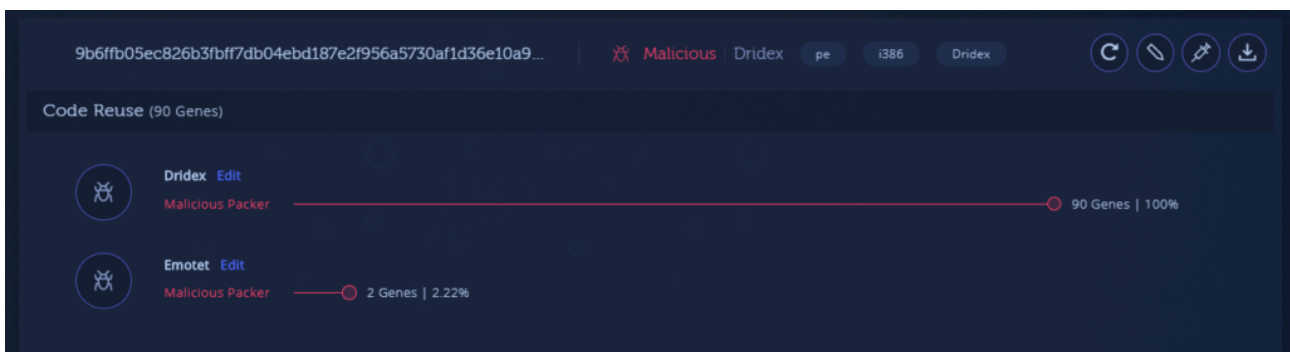 9b6ffb05ec826b3fbff7db04ebd187e2f956a5730af1d36e10a9... Malicious Dridex pe i386 Dridex
Code Reuse (90 Genes)
Dridex Edit
Malicious Packer 90 Genes | 100%
Emotet Edit
Malicious Packer 2 Genes | 2.22%